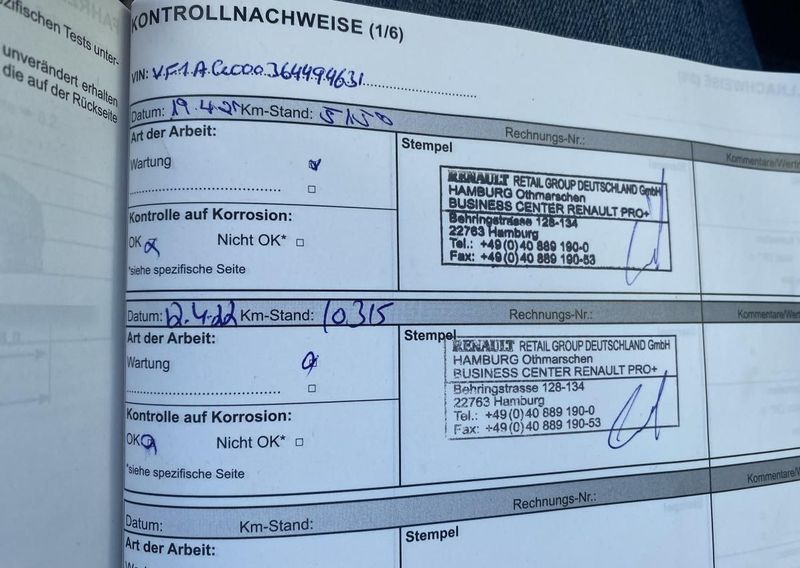 zifischen Tests unter-
unverändert erhalten
die auf der Rückseite
KONTROLLNACHWEISE (1/6)
VIN:
Datum: 19.4.21 Km-Stand: 5150
Rechnungs-Nr.:
Kommentare/Wertin
Art der Arbeit:
Stempel
Wartung
RENAULT RETAIL GROUP DEUTSCHLAND GmbH
HAMBURG Othmarschen
BUSINESS CENTER RENAULT PRO+
Behringstrasse 128-134
22763 Hamburg
Tel.: +49(0)40 889 190-0
Fax: +49(0)40 889 190-53
Kontrolle auf Korrosion:
OK Nicht OK*
*siehe spezifische Seite
Datum: 12.4.22 Km-Stand: 10315
Rechnungs-Nr.:
Kommentare/Wert
Art der Arbeit:
Stempel
Wartung
RENAULT RETAIL GROUP DEUTSCHLAND GmbH
HAMBURG Othmarschen
BUSINESS CENTER RENAULT PRO+
Behringstrasse 128-134
22763 Hamburg
Tel.: +49(0)40 889 190-0
Fax: +49(0)40 889 190-53
Kontrolle auf Korrosion:
OK Nicht OK*
*siehe spezifische Seite
Datum: Km-Stand:
Rechnungs-Nr.:
Kommentare/W
Art der Arbeit:
Stempel